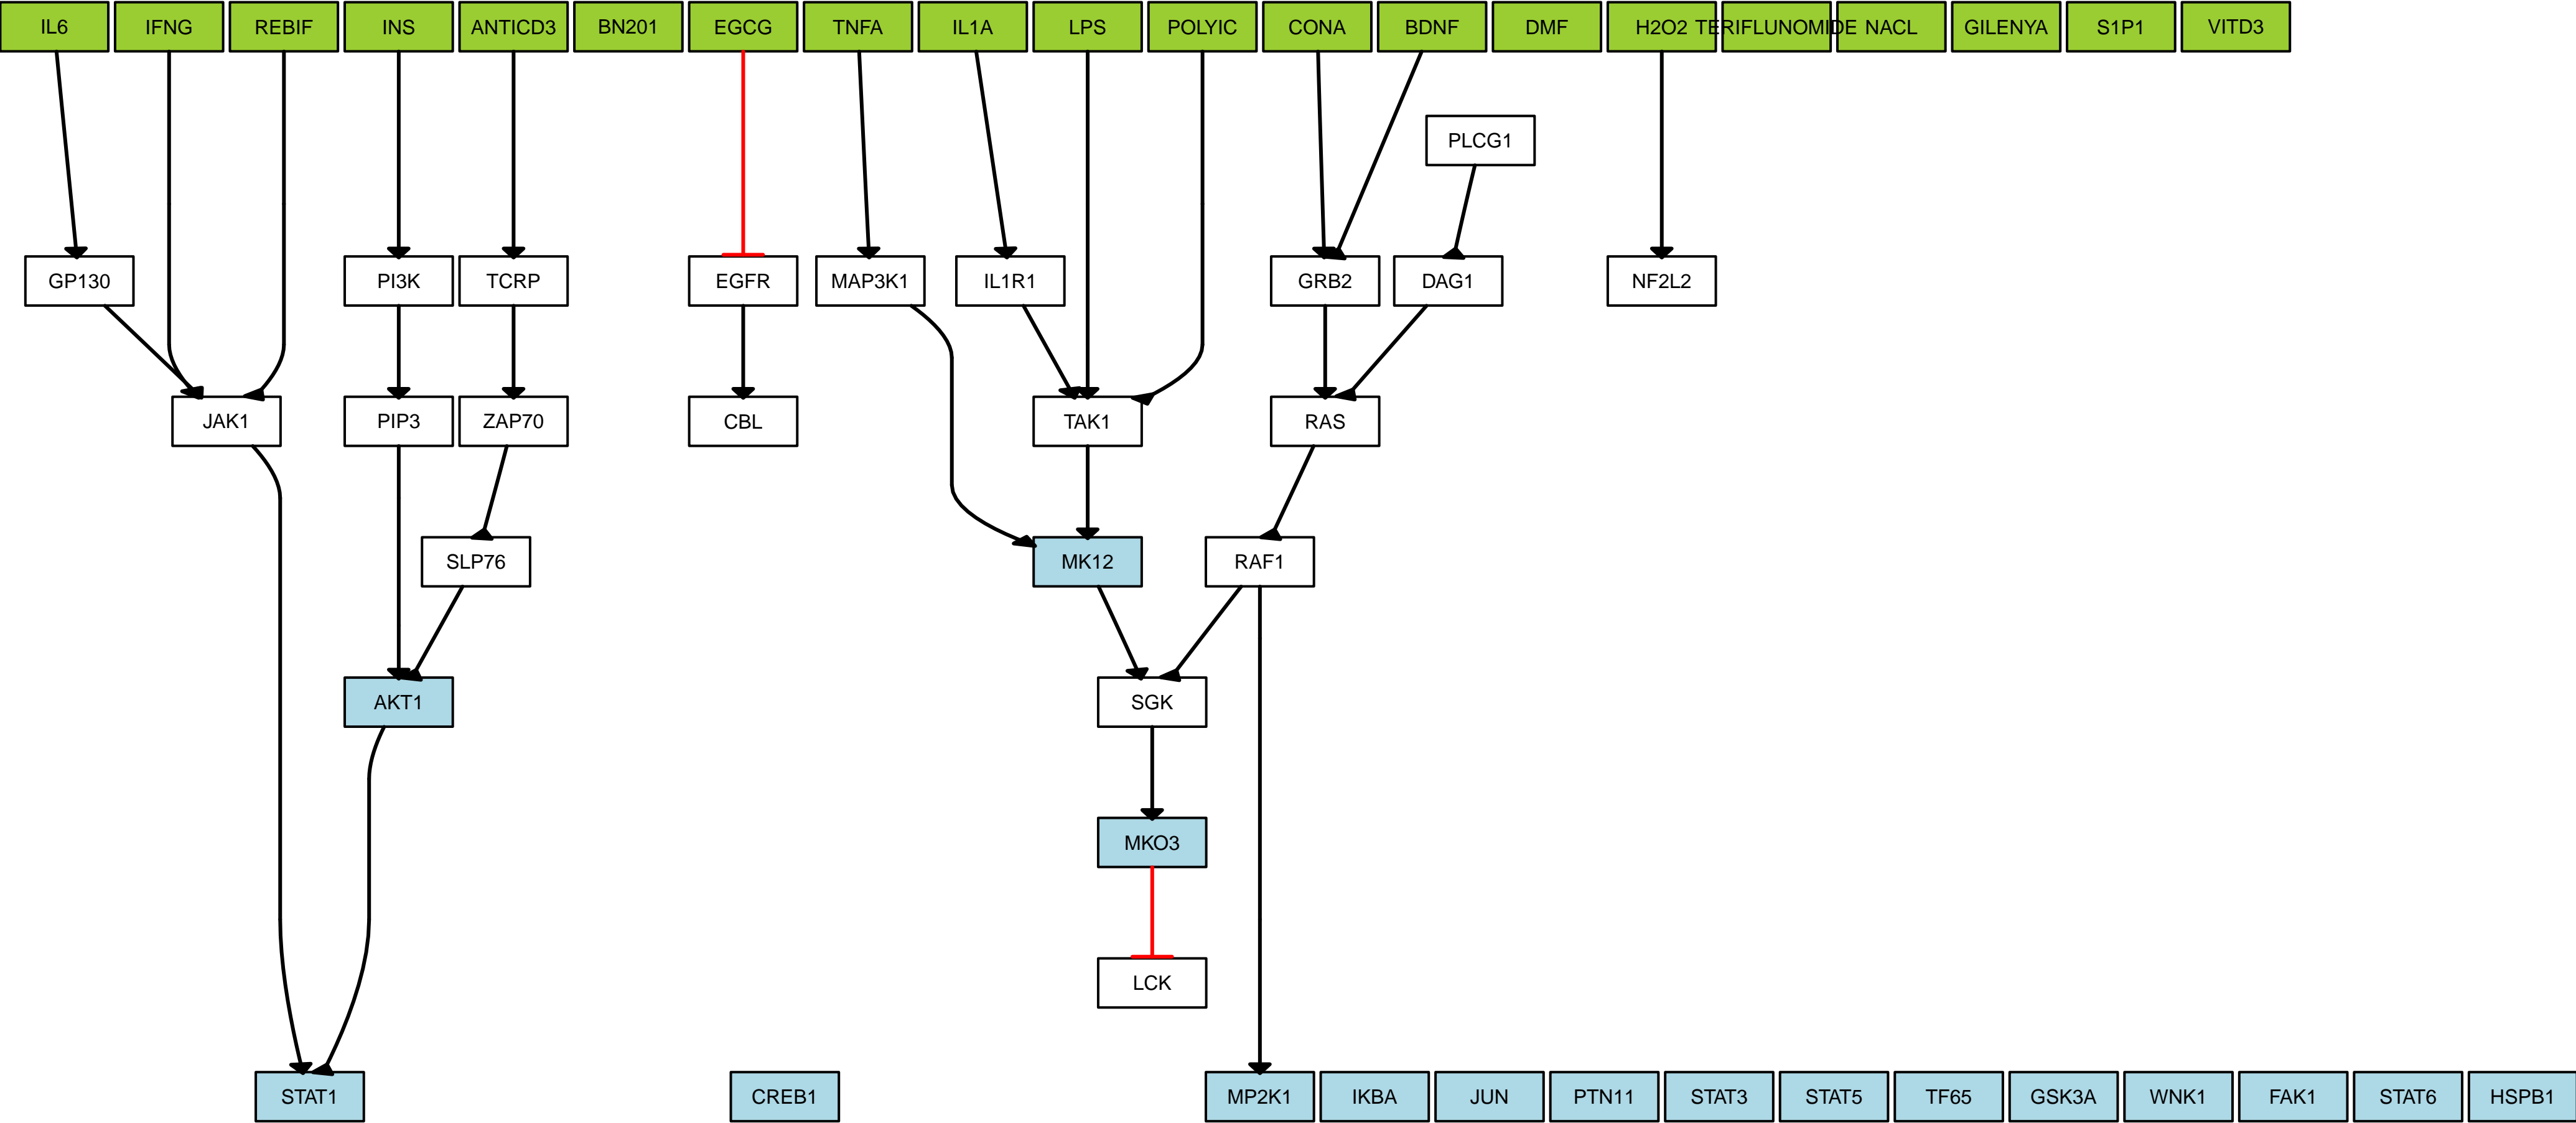 IL6
IFNG
REBIF
INS
ANTICD3
BN201
EGCG
TNFA
IL1A
LPS
POLYIC
CONA
BDNF
DMF
H2O2
TERIFLUNOMIDE
NACL
GILENYA
S1P1
VITD3
PLCG1
GP130
PI3K
TCRP
EGFR
MAP3K1
IL1R1
GRB2
DAG1
NF2L2
JAK1
PIP3
ZAP70
CBL
TAK1
RAS
SLP76
MK12
RAF1
AKT1
SGK
MKO3
LCK
STAT1
CREB1
MP2K1
IKBA
JUN
PTN11
STAT3
STAT5
TF65
GSK3A
WNK1
FAK1
STAT6
HSPB1